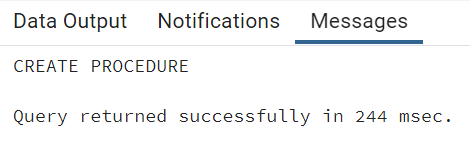 Data Output Notifications Messages
CREATE PROCEDURE
Query returned successfully in 244 msec.